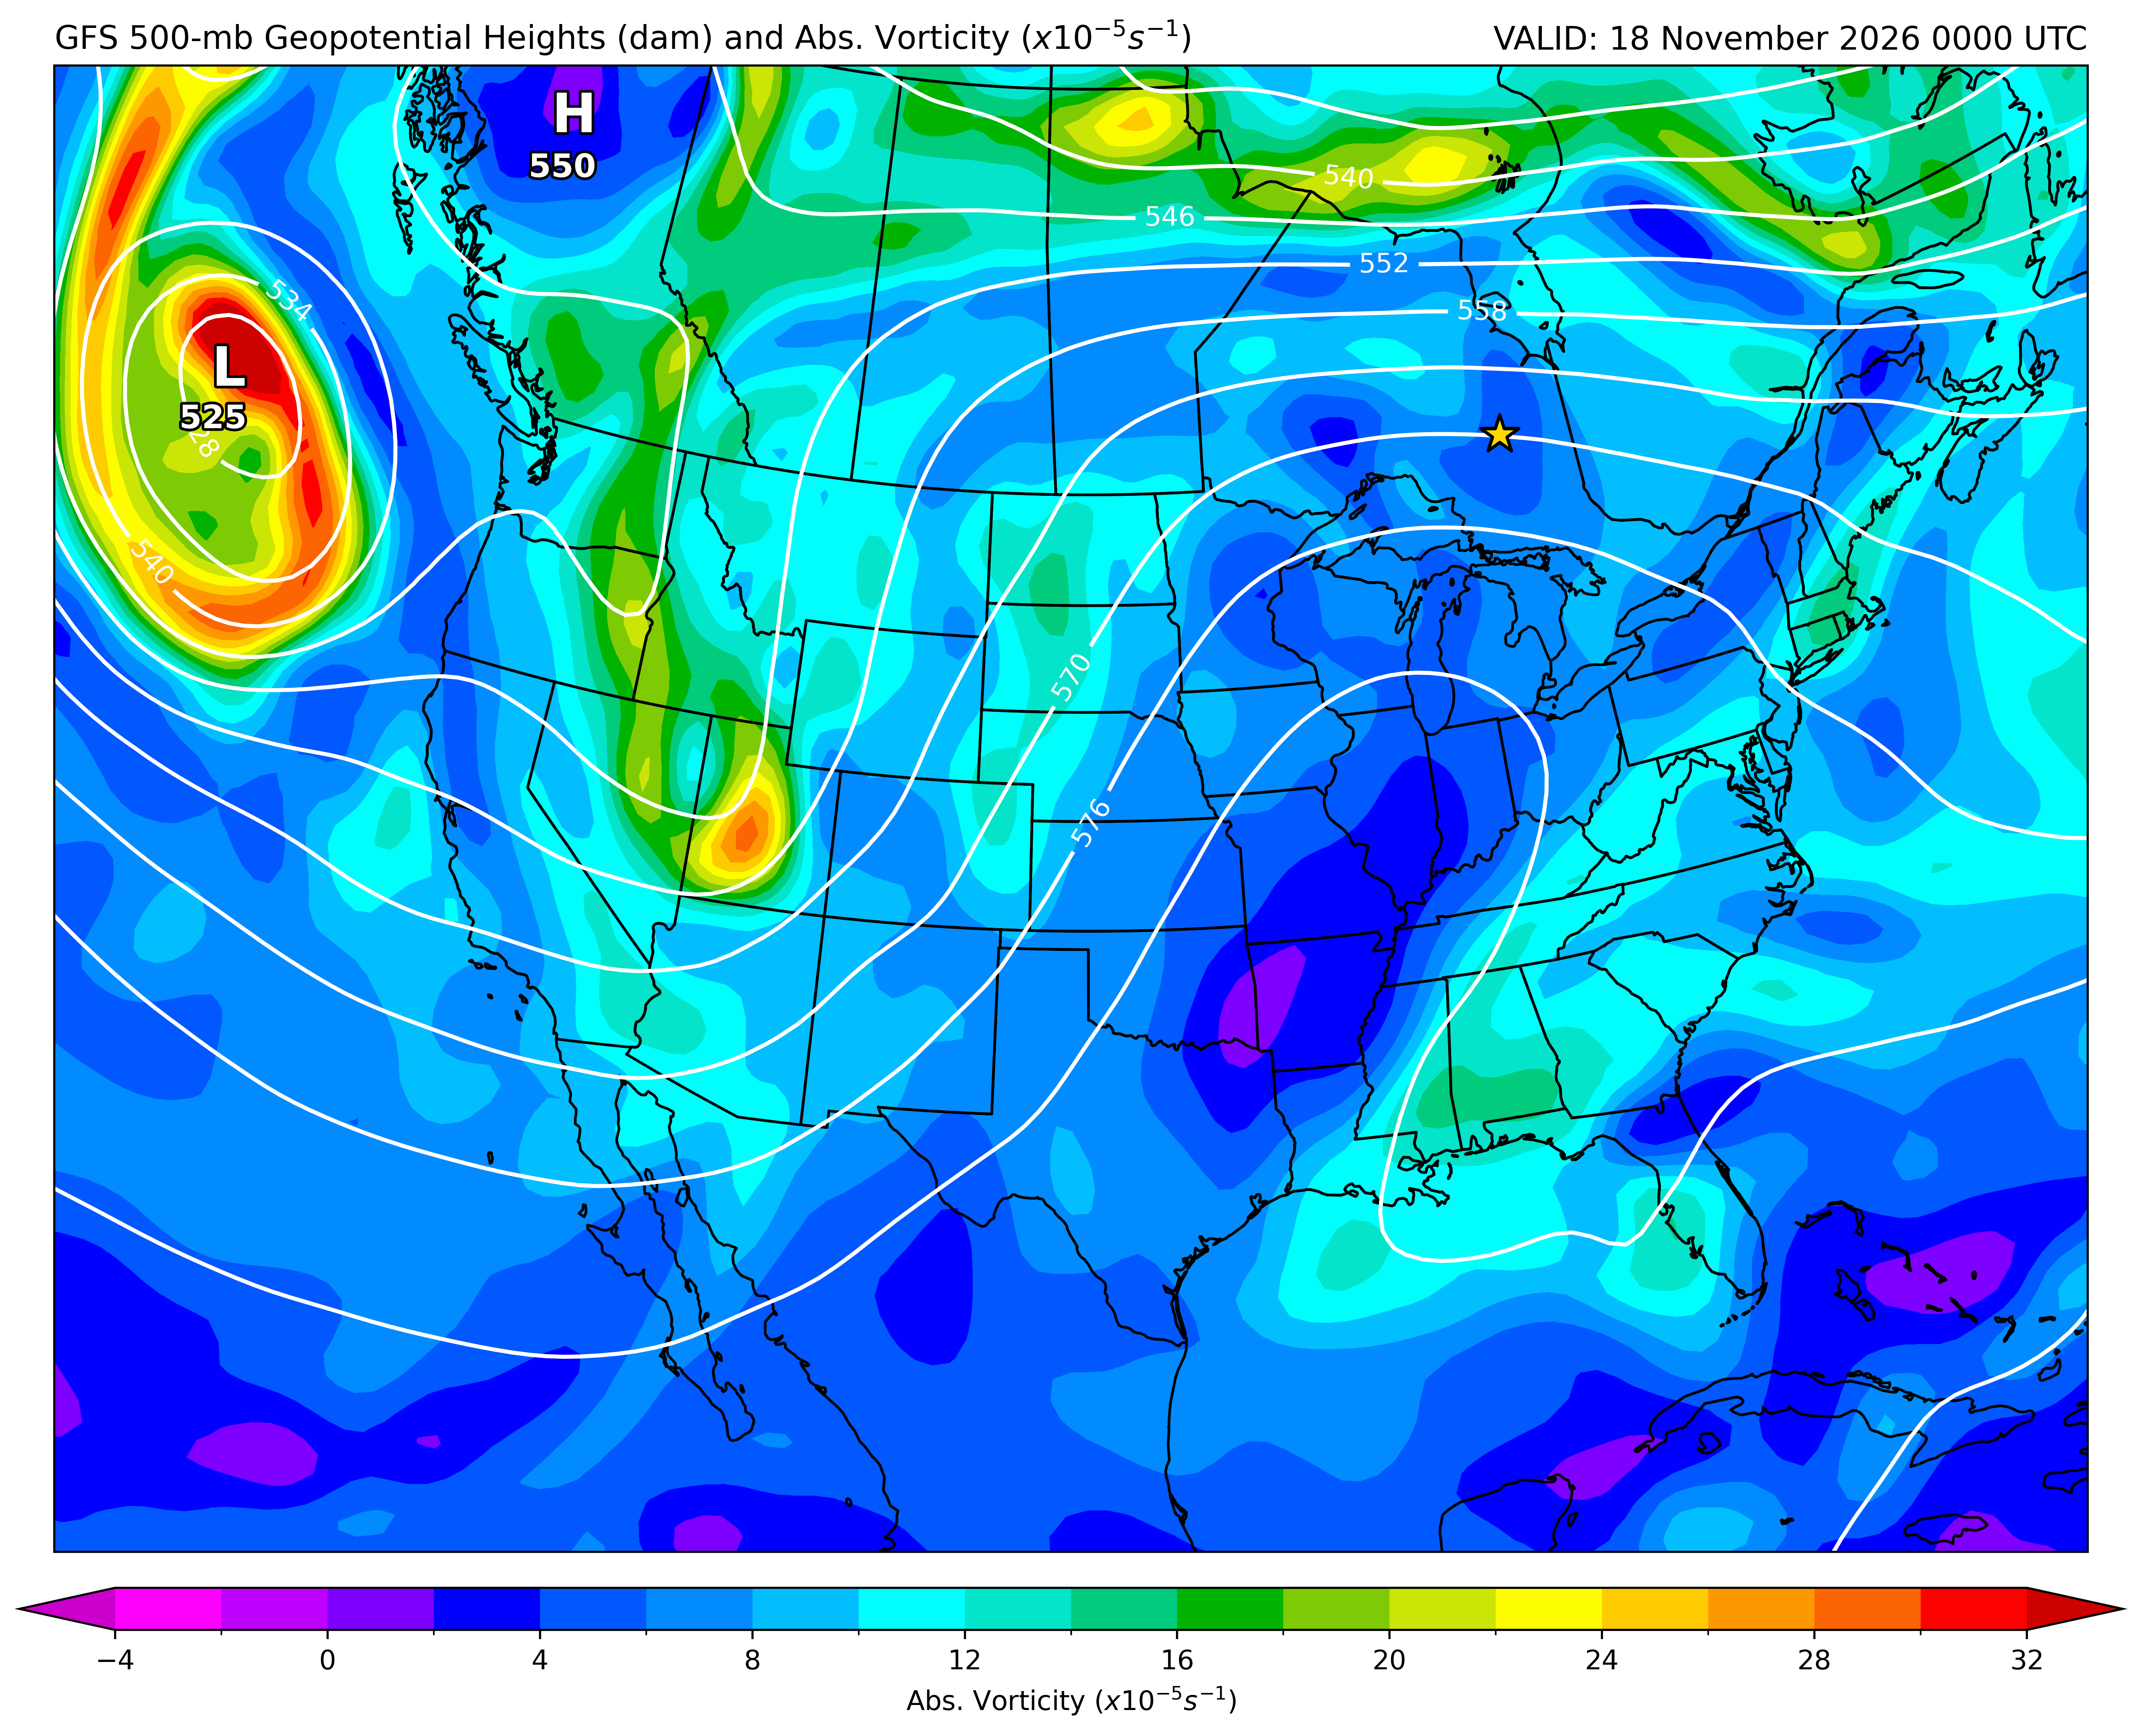 GFS 500-mb Geopotential Heights (dam) and Abs. Vorticity (x10⁻⁵s⁻¹)
VALID: 18 November 2026 0000 UTC
H
550
540
546
552
558
534
L
525
28
540
570
576
−4 0 4 8 12 16 20 24 28 32
Abs. Vorticity (x10⁻⁵s⁻¹)